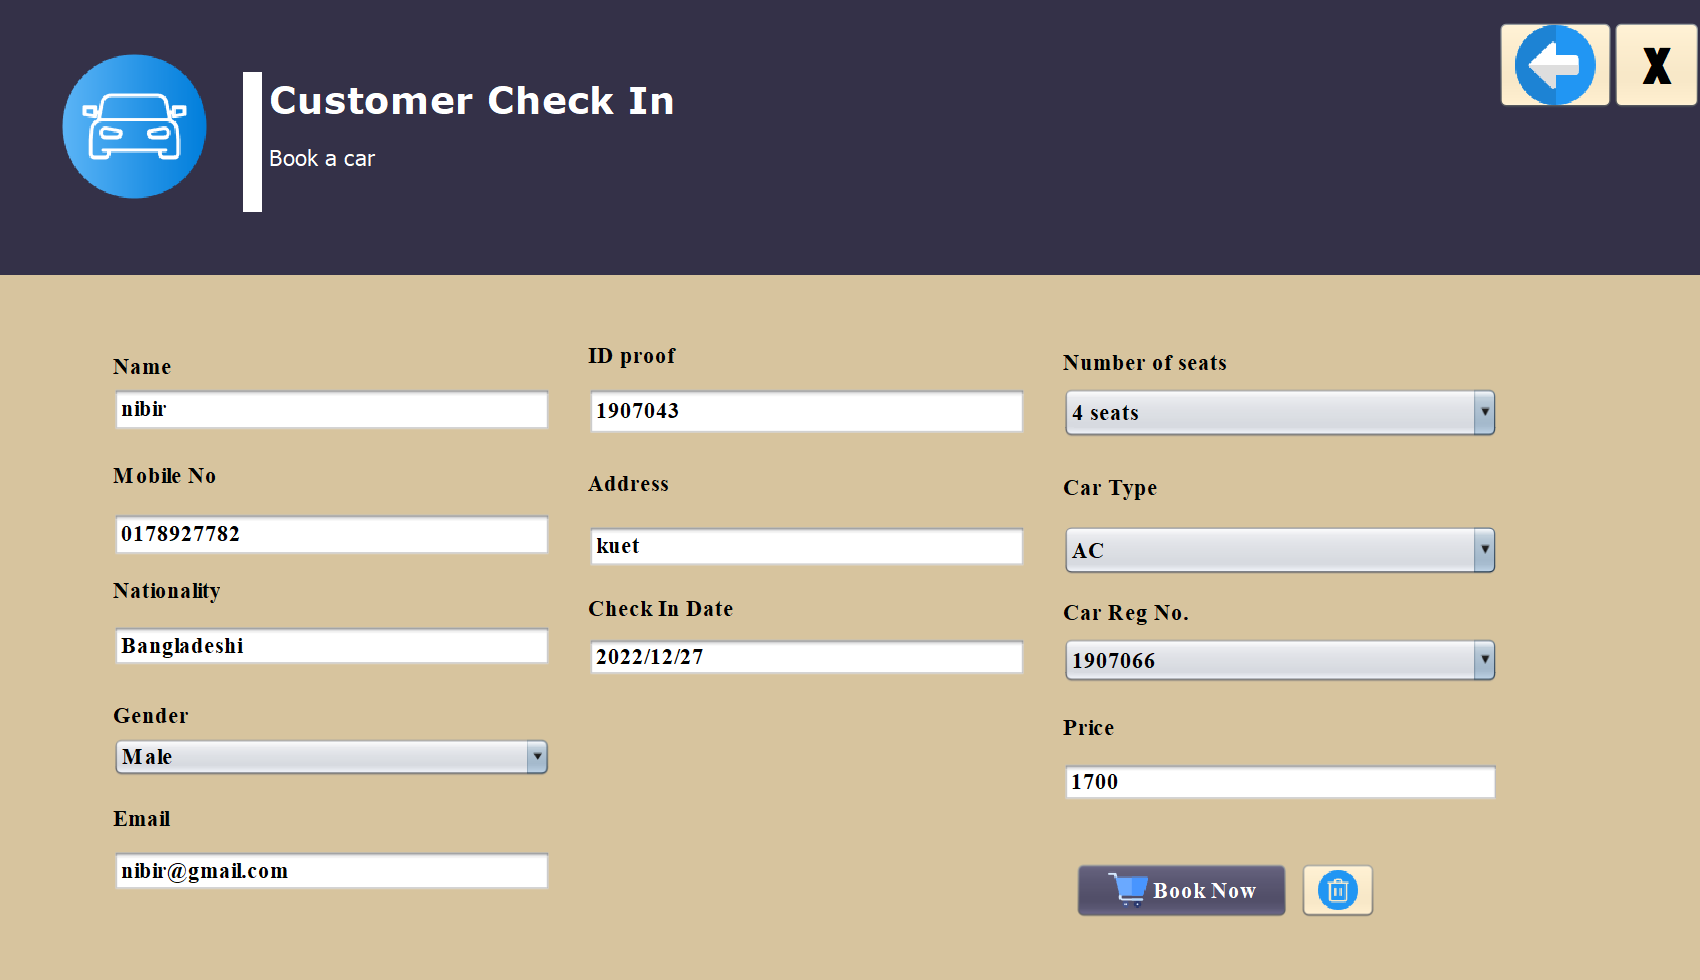 X
Customer Check In
Book a car
Name
nibir
Mobile No
0178927782
Nationality
Bangladeshi
Gender
Male
Email
nibir@gmail.com
ID proof
1907043
Address
kuet
Check In Date
2022/12/27
Number of seats
4 seats
Car Type
AC
Car Reg No.
1907066
Price
1700
Book Now